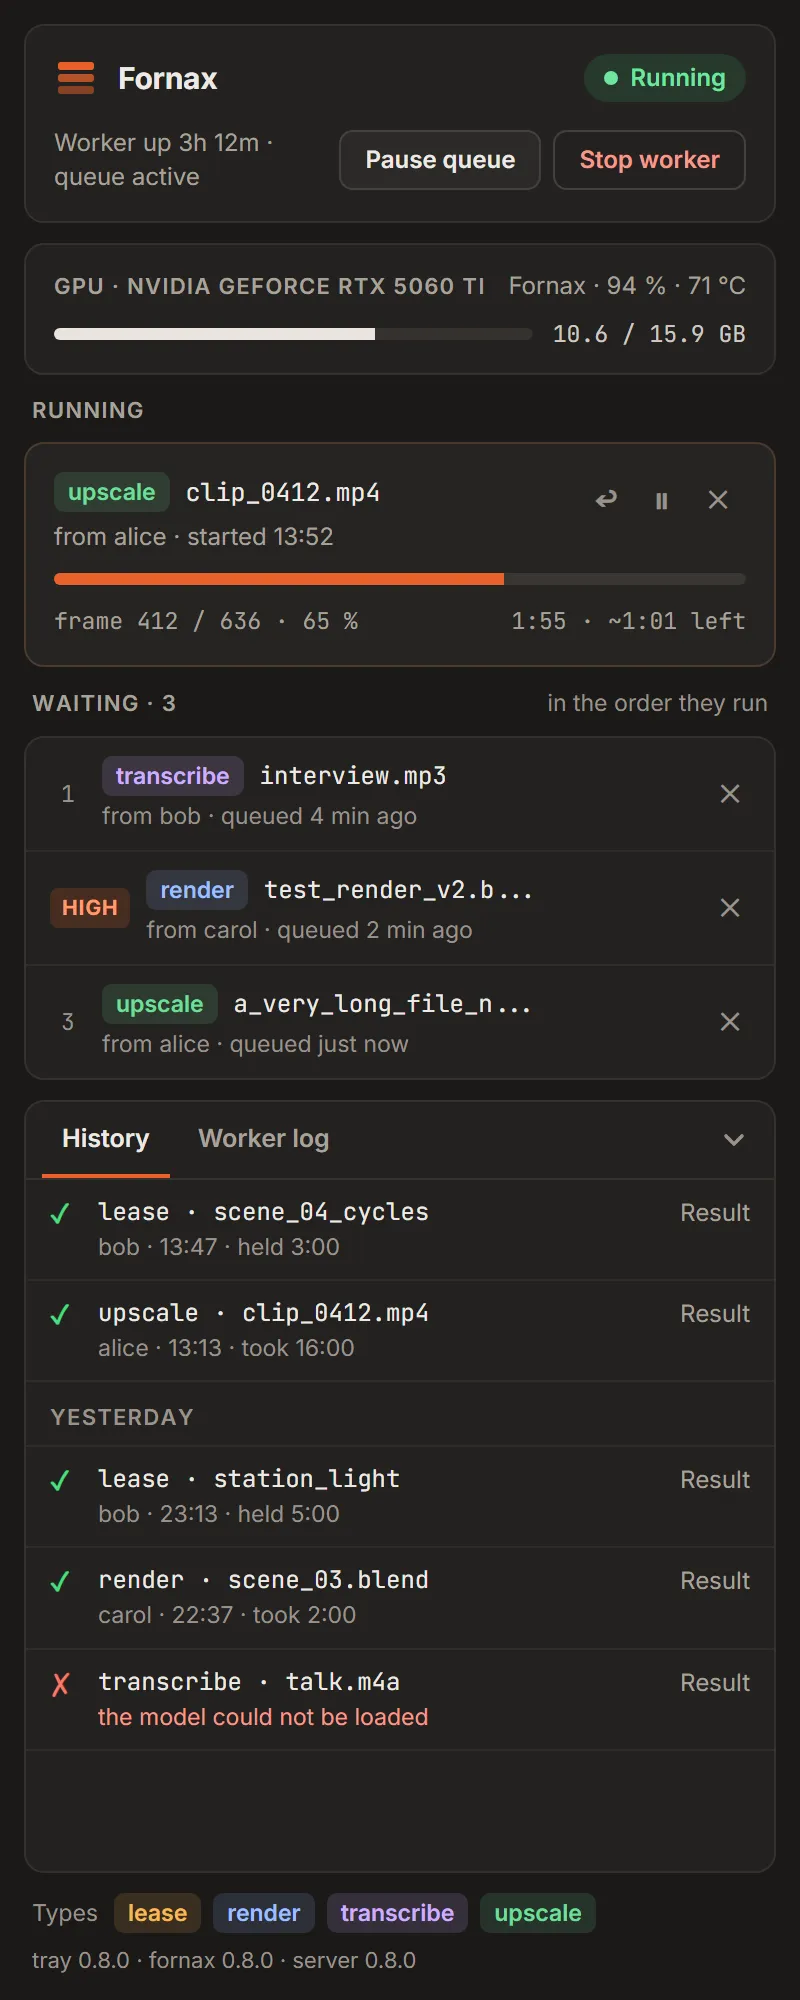 Fornax
Running
Worker up 3h 12m ·
queue active
Pause queue
Stop worker
GPU · NVIDIA GEFORCE RTX 5060 TI
Fornax · 94 % · 71 °C
10.6 / 15.9 GB
RUNNING
upscale clip_0412.mp4
from alice · started 13:52
frame 412 / 636 · 65 %
1:55 · ~1:01 left
WAITING · 3
in the order they run
1
transcribe interview.mp3
from bob · queued 4 min ago
HIGH
render test_render_v2.b...
from carol · queued 2 min ago
3
upscale a_very_long_file_n...
from alice · queued just now
History
Worker log
✓ lease · scene_04_cycles
Result
bob · 13:47 · held 3:00
✓ upscale · clip_0412.mp4
Result
alice · 13:13 · took 16:00
YESTERDAY
✓ lease · station_light
Result
bob · 23:13 · held 5:00
✓ render · scene_03.blend
Result
carol · 22:37 · took 2:00
✗ transcribe · talk.m4a
Result
the model could not be loaded
Types lease render transcribe upscale
tray 0.8.0 · fornax 0.8.0 · server 0.8.0